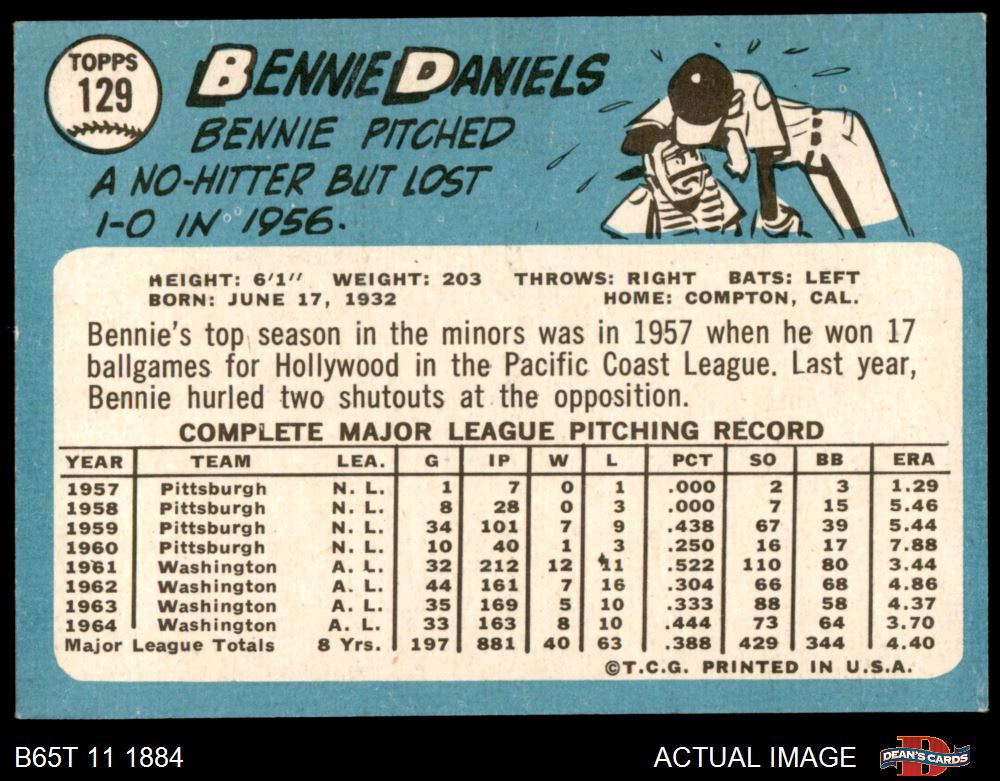 TOPPS
129
BENNIE DANIELS
BENNIE PITCHED
A NO-HITTER BUT LOST
1-0 IN 1956.
HEIGHT: 6'1" WEIGHT: 203 THROWS: RIGHT BATS: LEFT
BORN: JUNE 17, 1932 HOME: COMPTON, CAL.
Bennie's top season in the minors was in 1957 when he won 17
ballgames for Hollywood in the Pacific Coast League. Last year,
Bennie hurled two shutouts at the opposition.
COMPLETE MAJOR LEAGUE PITCHING RECORD
YEAR TEAM LEA. G IP W L PCT SO BB ERA
1957 Pittsburgh N. L. 1 7 0 1 .000 2 3 1.29
1958 Pittsburgh N. L. 8 28 0 3 .000 7 15 5.46
1959 Pittsburgh N. L. 34 101 7 9 .438 67 39 5.44
1960 Pittsburgh N. L. 10 40 1 3 .250 16 17 7.88
1961 Washington A. L. 32 212 12 11 .522 110 80 3.44
1962 Washington A. L. 44 161 7 16 .304 66 68 4.86
1963 Washington A. L. 35 169 5 10 .333 88 58 4.37
1964 Washington A. L. 33 163 8 10 .444 73 64 3.70
Major League Totals 8 Yrs. 197 881 40 63 .388 429 344 4.40
©T.C.G. PRINTED IN U.S.A.
B65T 11 1884 ACTUAL IMAGE DEAN'S CARDS